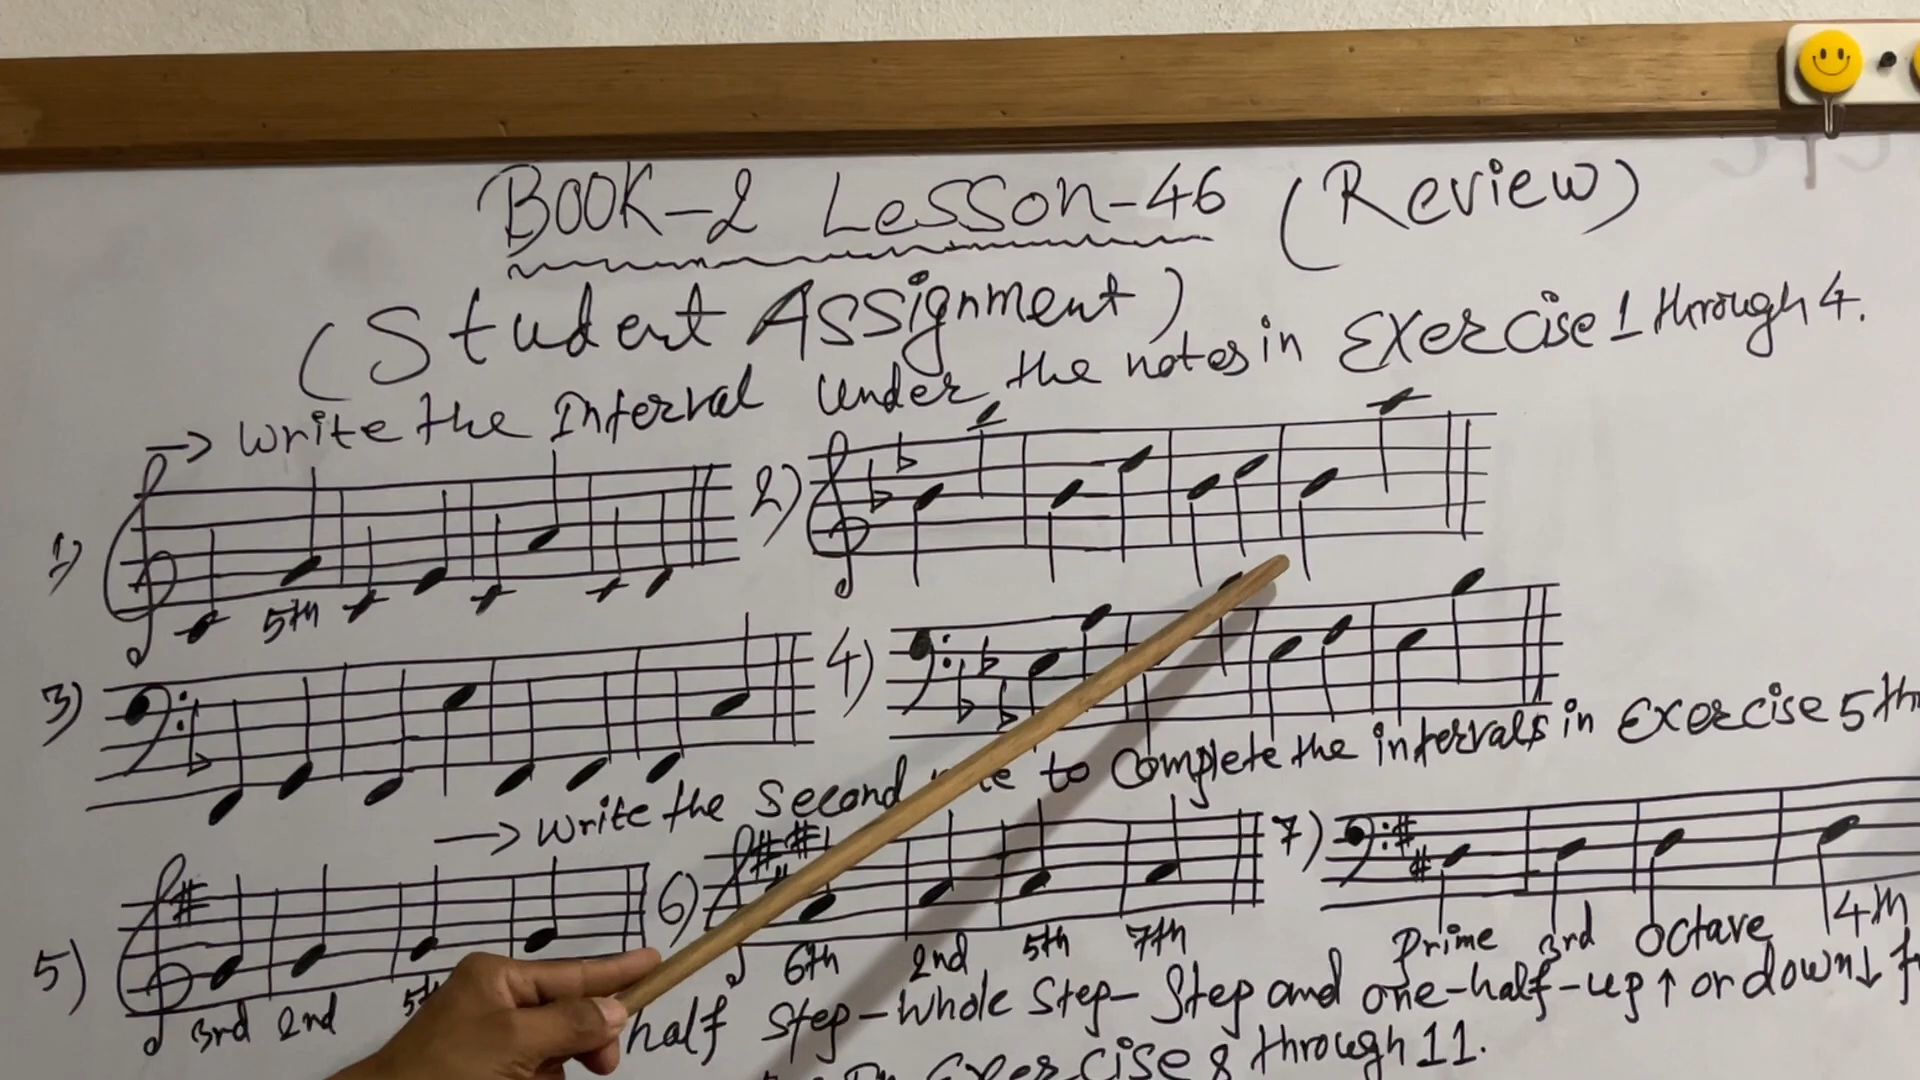 BOOK-2 Lesson-46 (Review)
(Student Assignment)
→ Write the Interval under the notes in Exercise 1 through 4.
1) 5th
2)
3)
4)
→ Write the second to complete the intervals in Exercise 5
5) 3rd 2nd
6) 6th 2nd 5th 7th
7) Prime 3rd Octave 4th
half step-whole step-step and one-half-up↑ or down↓
Exercise 8 through 11.